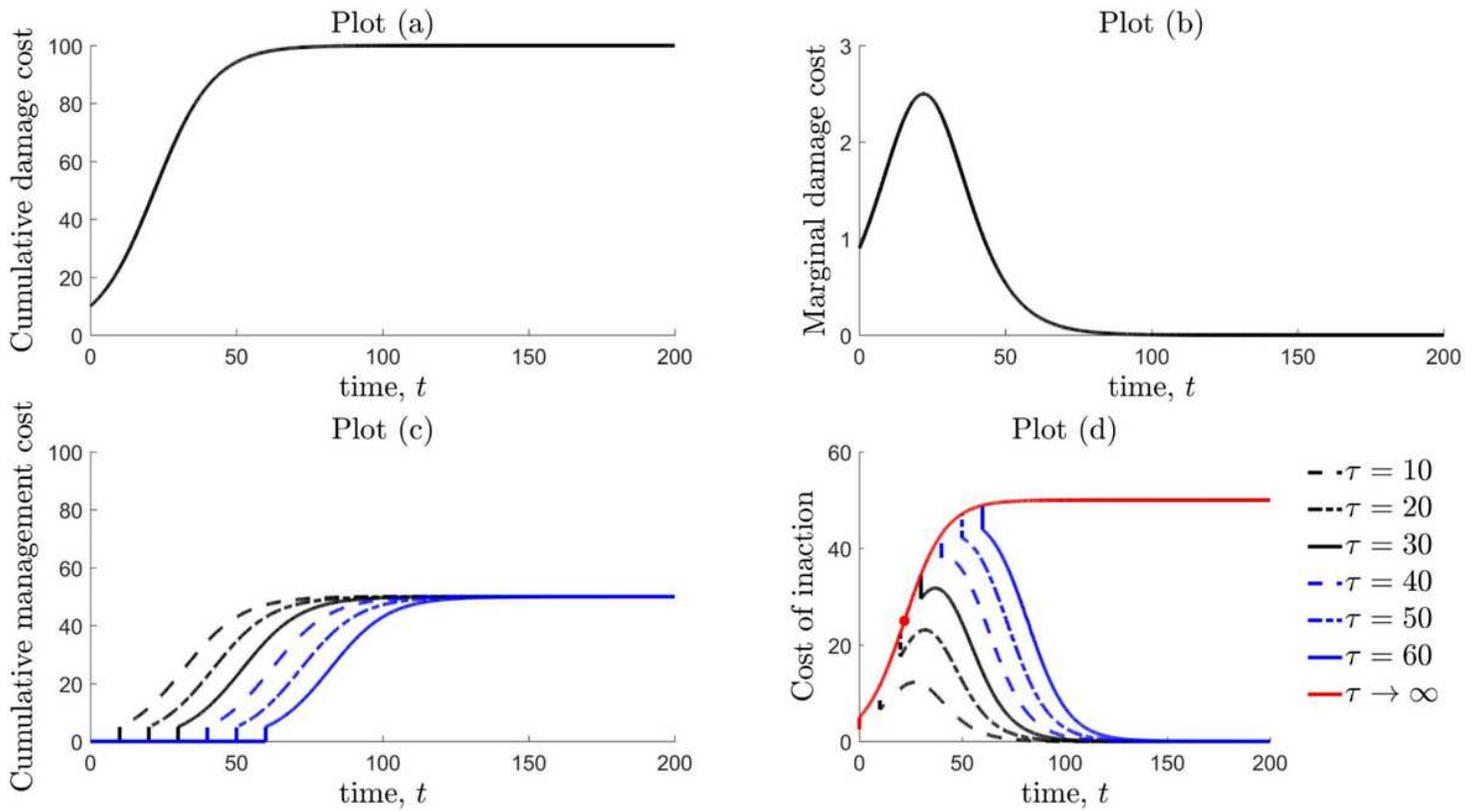 Plot (a)
Cumulative damage cost
100
80
60
40
20
0
0 50 100 150 200
time, t
Plot (b)
Marginal damage cost
3
2
1
0
0 50 100 150 200
time, t
Plot (c)
Cumulative management cost
100
80
60
40
20
0
0 50 100 150 200
time, t
Plot (d)
Cost of inaction
60
40
20
0
0 50 100 150 200
time, t
τ = 10
τ = 20
τ = 30
τ = 40
τ = 50
τ = 60
τ → ∞